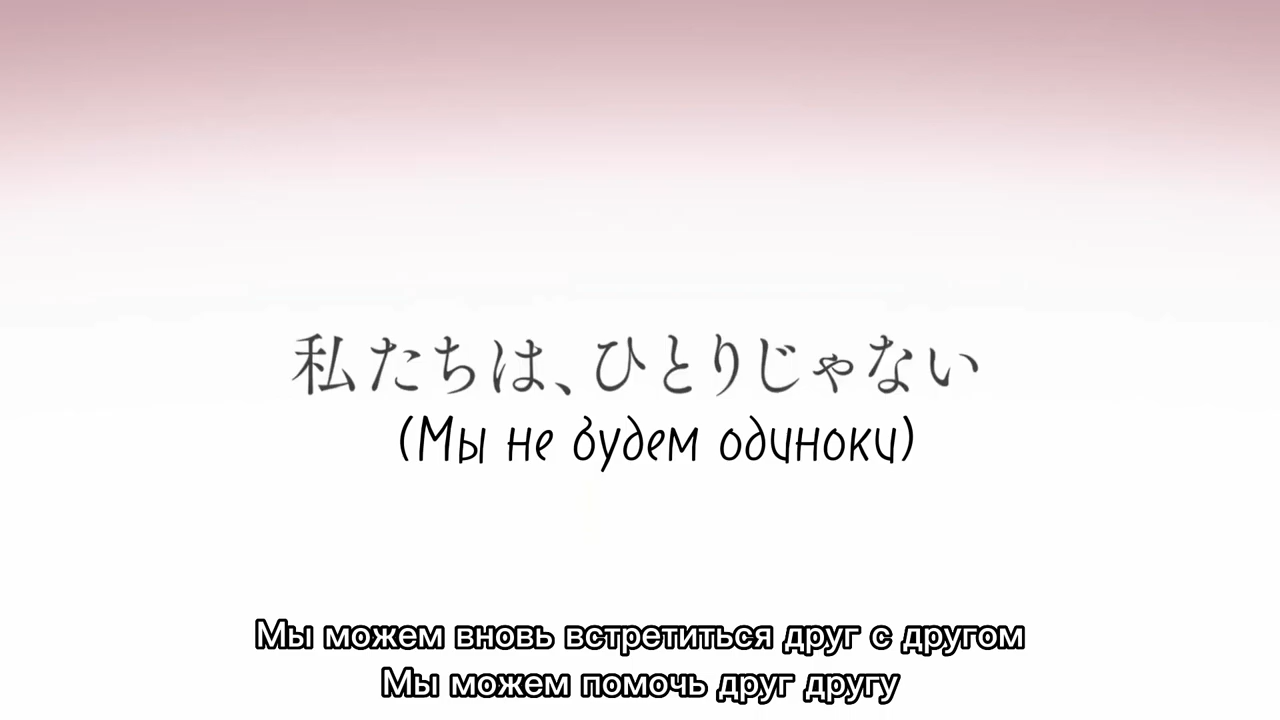 私たちは、ひとりじゃない
(Мы не будем одиноки)
Мы можем вновь встретиться друг с другом
Мы можем помочь друг другу